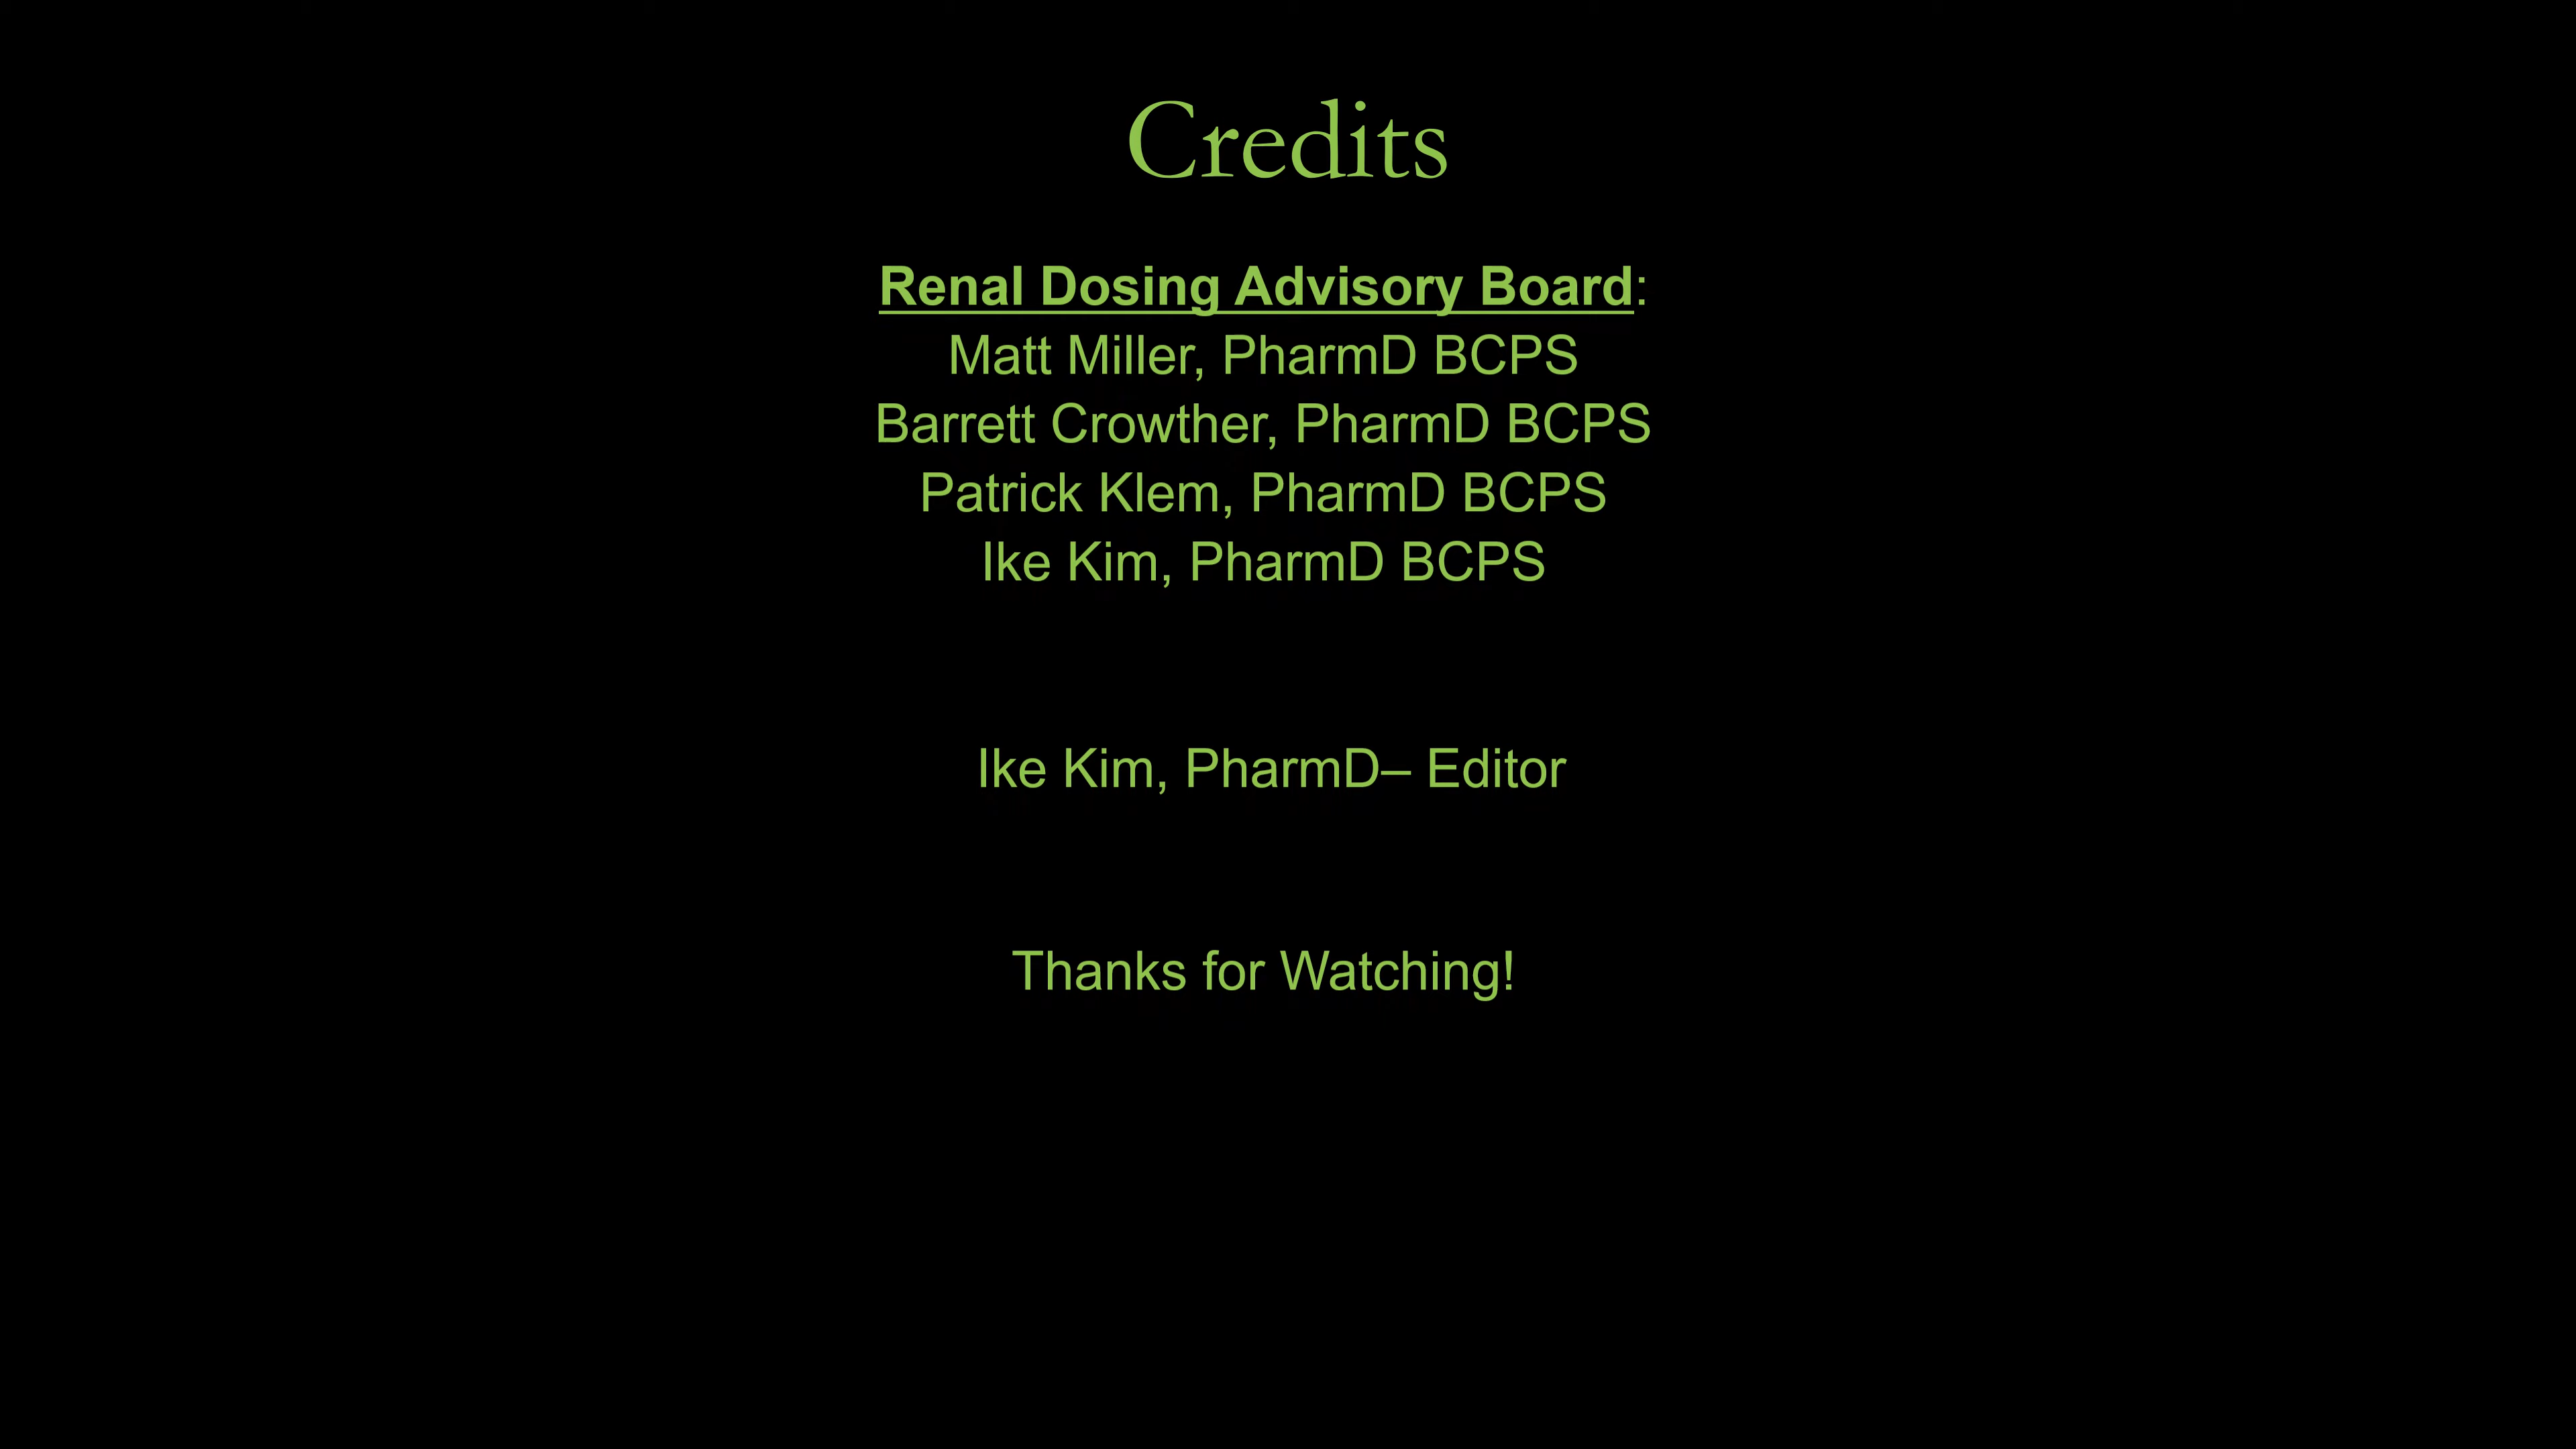 Credits
Renal Dosing Advisory Board:
Matt Miller, PharmD BCPS
Barrett Crowther, PharmD BCPS
Patrick Klem, PharmD BCPS
Ike Kim, PharmD BCPS
Ike Kim, PharmD– Editor
Thanks for Watching!